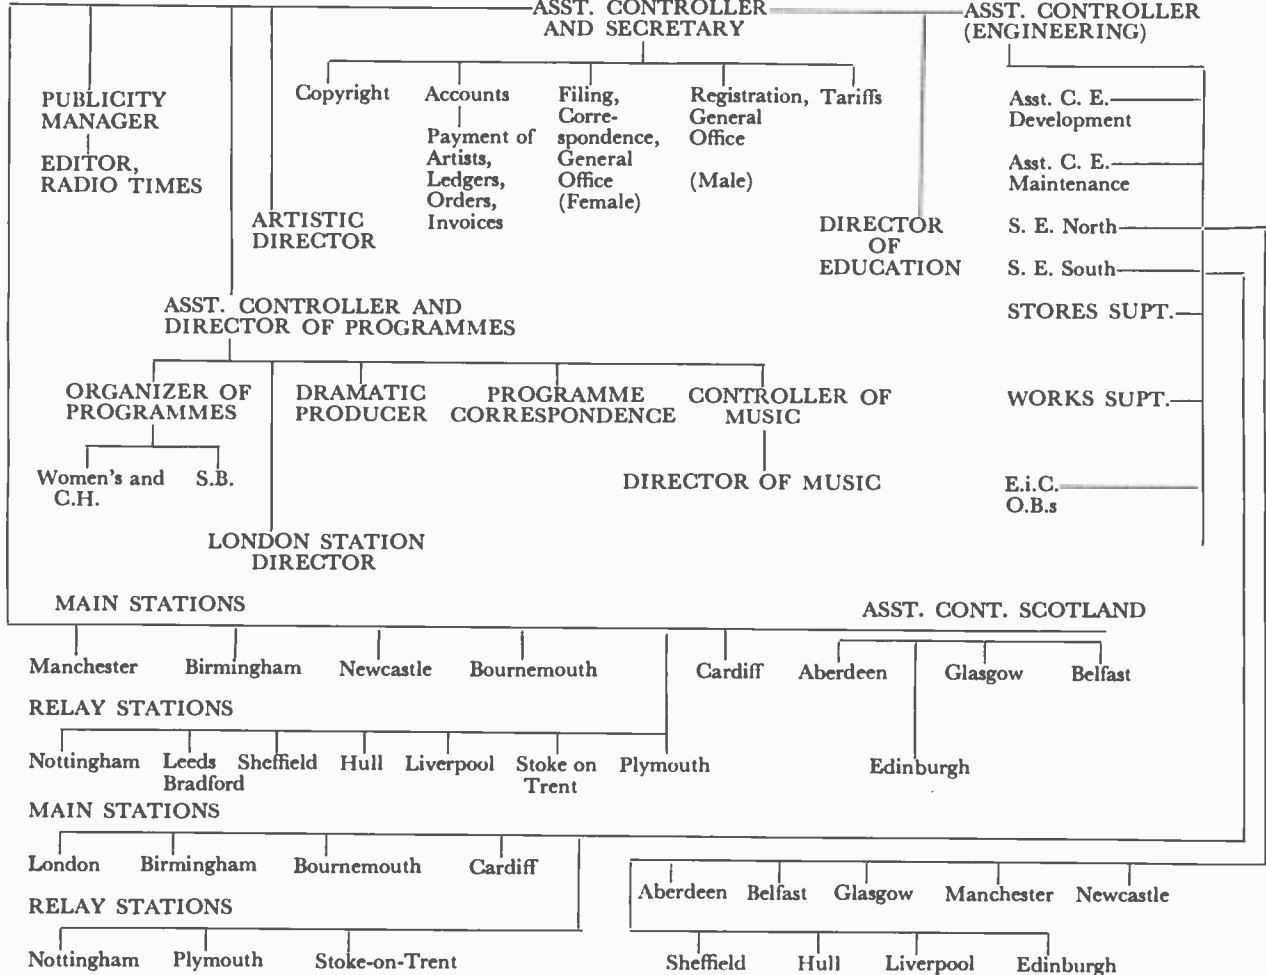 ASST. CONTROLLER
AND SECRETARY
ASST. CONTROLLER
(ENGINEERING)
PUBLICITY
MANAGER
EDITOR,
RADIO TIMES
Copyright
Accounts
Payment of
Artists,
Ledgers,
Orders,
Invoices
Filing,
Corre-
spondence,
General
Office
(Female)
Registration,
General
Office
(Male)
Tariffs
Asst. C. E.
Development
Asst. C. E.
Maintenance
S. E. North
S. E. South
STORES SUPT.
WORKS SUPT.
E.i.C.
O.B.s
ARTISTIC
DIRECTOR
DIRECTOR
OF
EDUCATION
ASST. CONTROLLER AND
DIRECTOR OF PROGRAMMES
ORGANIZER OF
PROGRAMMES
DRAMATIC
PRODUCER
PROGRAMME
CORRESPONDENCE
CONTROLLER OF
MUSIC
Women's and
C.H.
S.B.
DIRECTOR OF MUSIC
LONDON STATION
DIRECTOR
MAIN STATIONS
ASST. CONT. SCOTLAND
Manchester
Birmingham
Newcastle
Bournemouth
Cardiff
Aberdeen
Glasgow
Belfast
RELAY STATIONS
Nottingham
Leeds
Bradford
Sheffield
Hull
Liverpool
Stoke on
Trent
Plymouth
Edinburgh
MAIN STATIONS
London
Birmingham
Bournemouth
Cardiff
Aberdeen
Belfast
Glasgow
Manchester
Newcastle
RELAY STATIONS
Nottingham
Plymouth
Stoke-on-Trent
Sheffield
Hull
Liverpool
Edinburgh